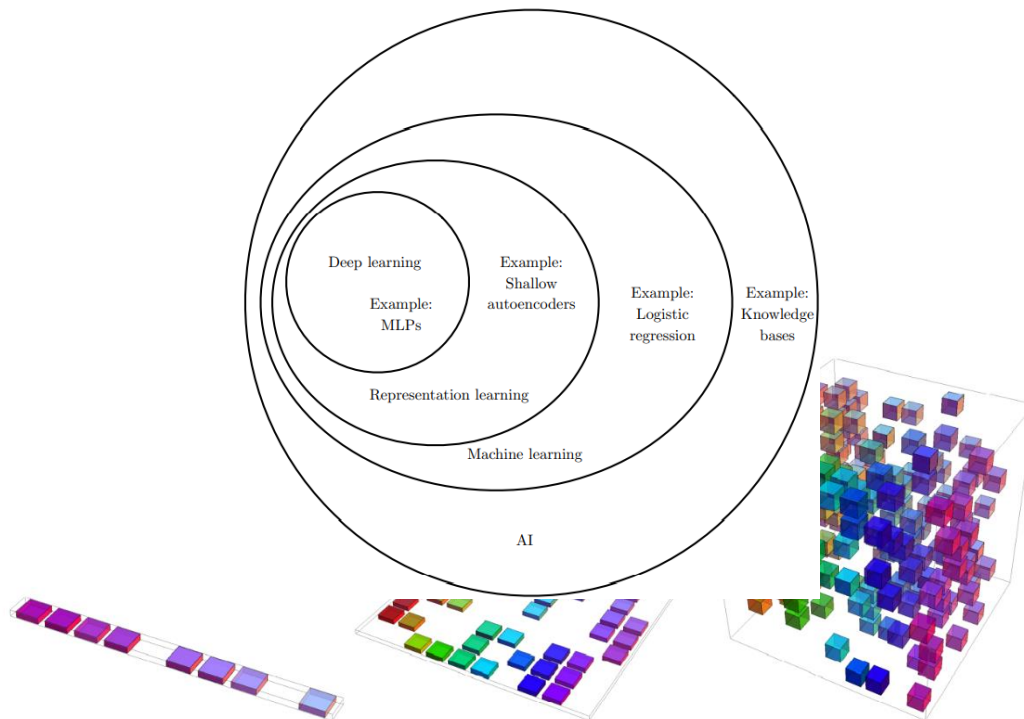 Deep learning
Example:
MLPs
Example:
Shallow
autoencoders
Example:
Logistic
regression
Example:
Knowledge
bases
Representation learning
Machine learning
AI